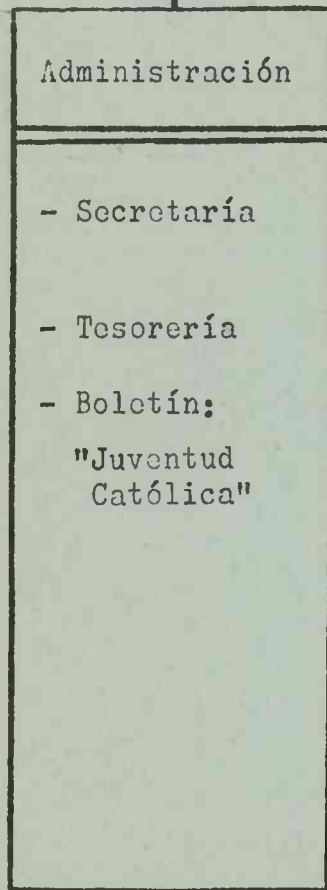 Administración
- Secretaría
- Tesorería
- Boletín:
"Juventud
Católica"